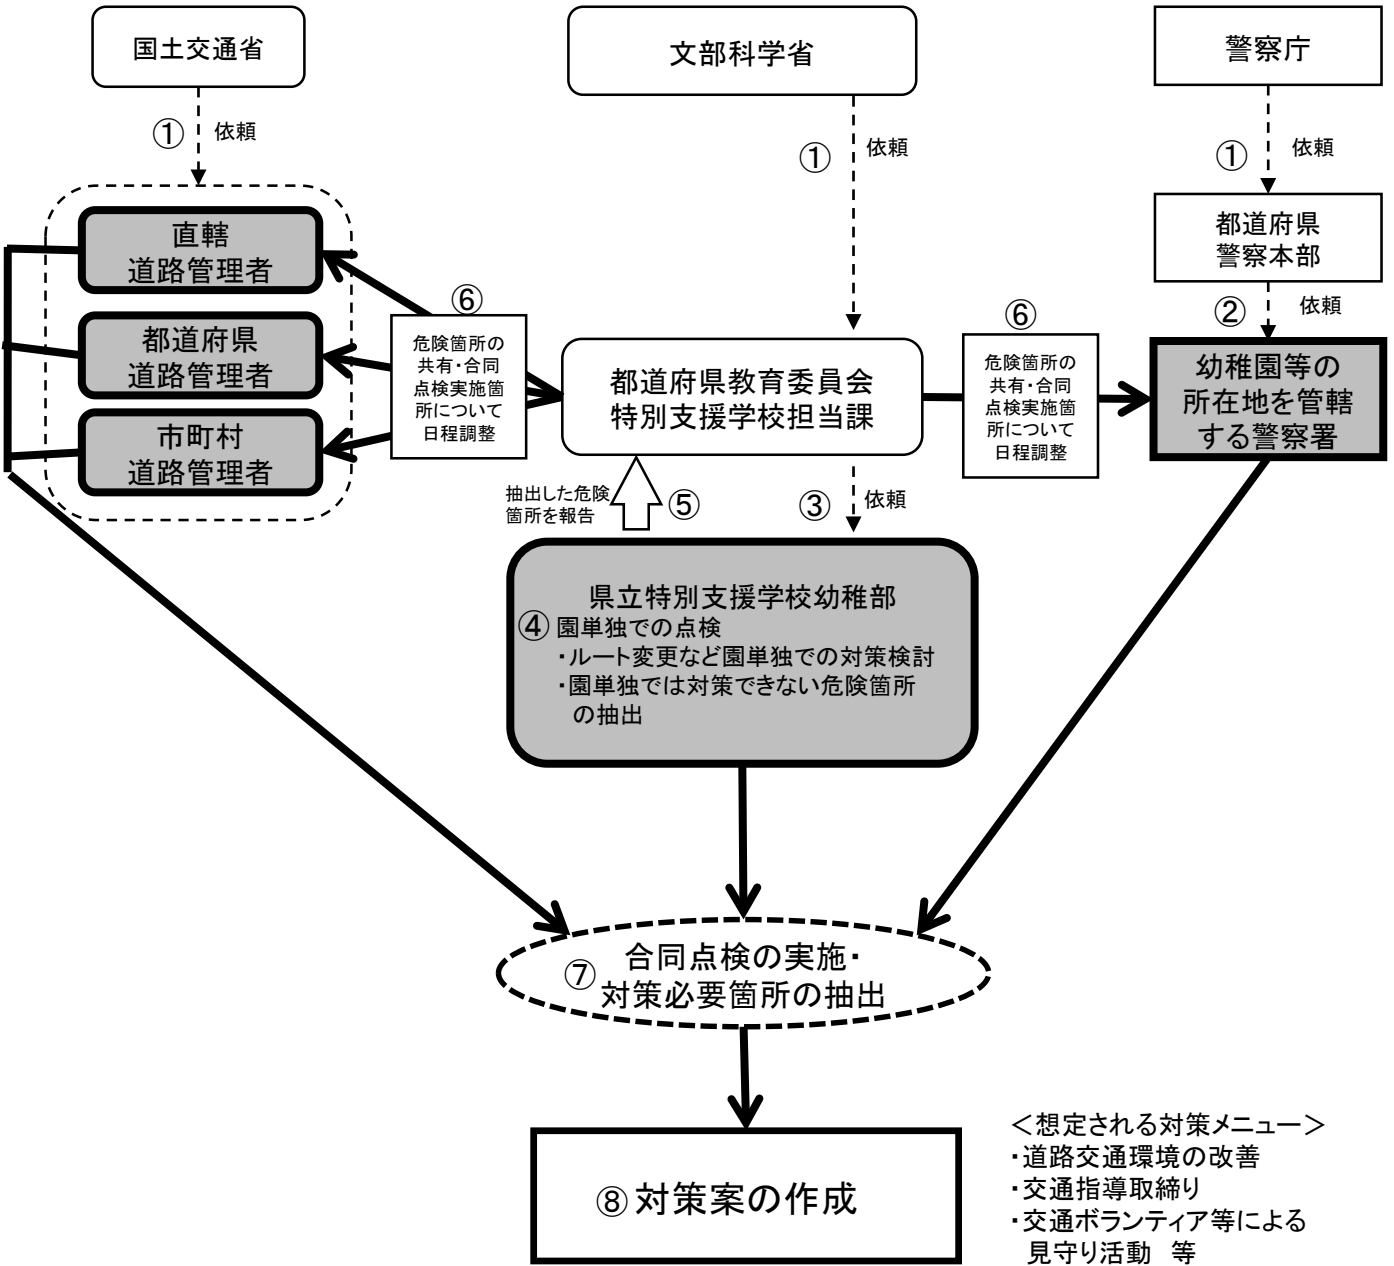 国土交通省
文部科学省
警察庁
① 依頼
① 依頼
① 依頼
直轄
道路管理者
都道府県
道路管理者
市町村
道路管理者
都道府県
警察本部
② 依頼
⑥
危険箇所の
共有・合同
点検実施箇
所について
日程調整
都道府県教育委員会
特別支援学校担当課
⑥
危険箇所の
共有・合同
点検実施箇
所について
日程調整
幼稚園等の
所在地を管轄
する警察署
抽出した危険
箇所を報告
⑤
③ 依頼
県立特別支援学校幼稚部
④ 園単独での点検
・ルート変更など園単独での対策検討
・園単独では対策できない危険箇所
の抽出
⑦
合同点検の実施・
対策必要箇所の抽出
⑧ 対策案の作成
＜想定される対策メニュー＞
・道路交通環境の改善
・交通指導取締り
・交通ボランティア等による
見守り活動　等